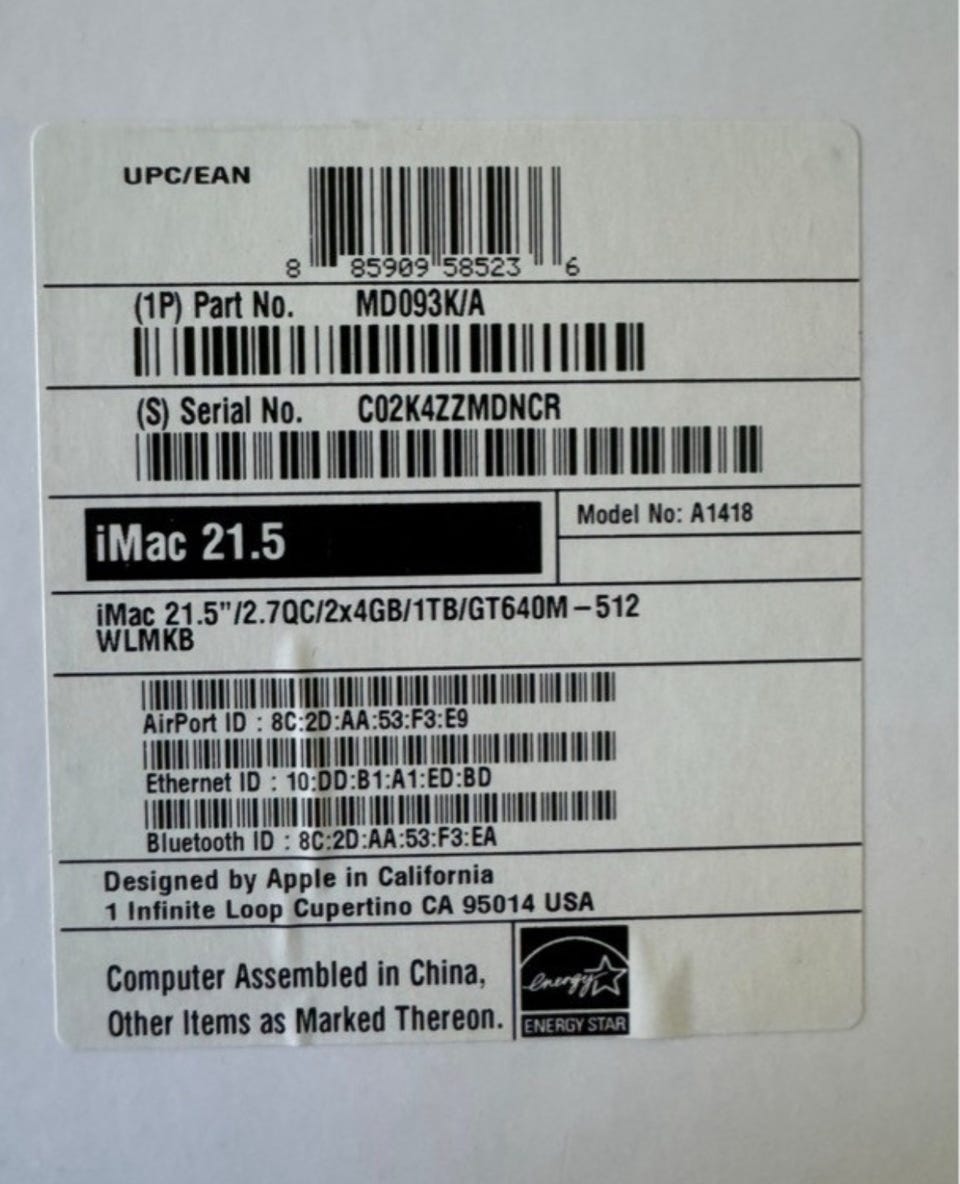 UPC/EAN
8 85909 58523 6
(1P) Part No. MD093K/A
(S) Serial No. C02K4ZZMDNCR
iMac 21.5
Model No: A1418
iMac 21.5"/2.7QC/2x4GB/1TB/GT640M-512
WLMKB
AirPort ID : 8C:2D:AA:53:F3:E9
Ethernet ID : 10:DD:B1:A1:ED:BD
Bluetooth ID : 8C:2D:AA:53:F3:EA
Designed by Apple in California
1 Infinite Loop Cupertino CA 95014 USA
Computer Assembled in China,
Other Items as Marked Thereon.
energy
ENERGY STAR